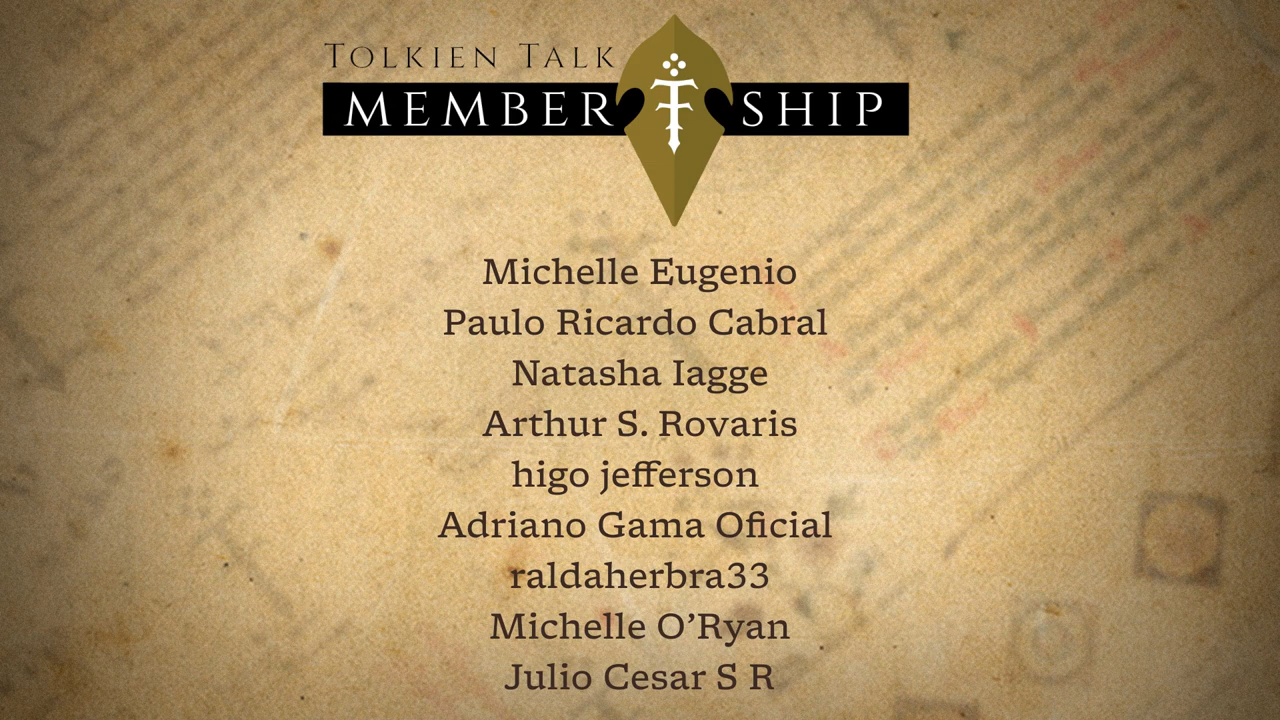 Tolkien Talk
MEMBERSHIP
Michelle Eugenio
Paulo Ricardo Cabral
Natasha Iagge
Arthur S. Rovaris
higo jefferson
Adriano Gama Oficial
raldaherbra33
Michelle O’Ryan
Julio Cesar S R